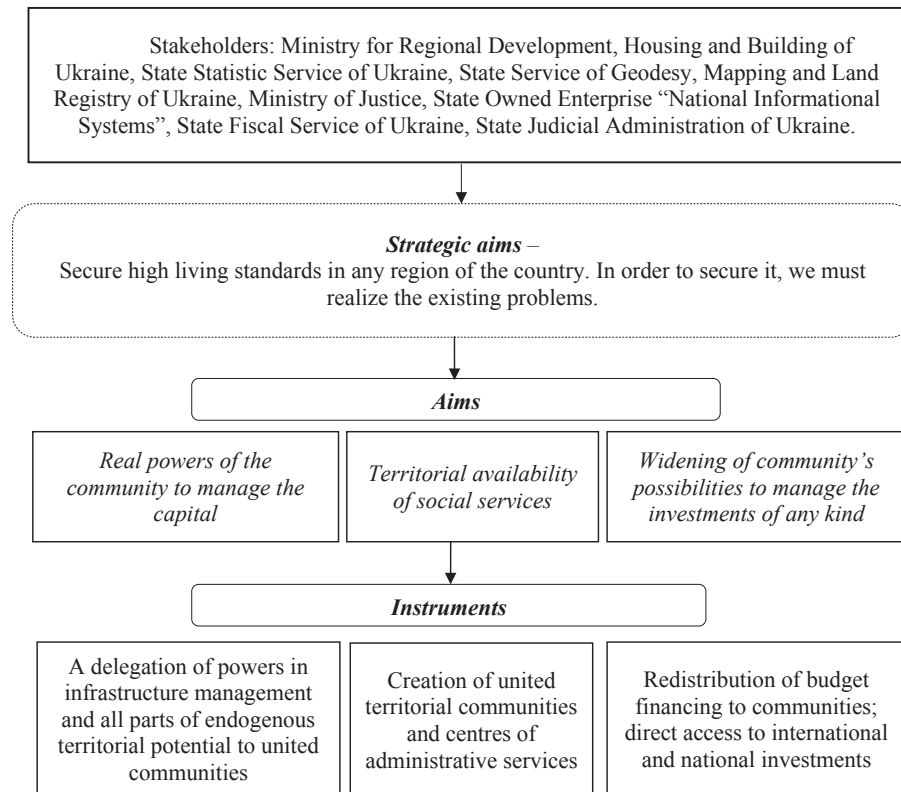 Stakeholders: Ministry for Regional Development, Housing and Building of
Ukraine, State Statistic Service of Ukraine, State Service of Geodesy, Mapping and Land
Registry of Ukraine, Ministry of Justice, State Owned Enterprise “National Informational
Systems”, State Fiscal Service of Ukraine, State Judicial Administration of Ukraine.
Strategic aims –
Secure high living standards in any region of the country. In order to secure it, we must
realize the existing problems.
Aims
Real powers of the
community to manage the
capital
Territorial availability
of social services
Widening of community’s
possibilities to manage the
investments of any kind
Instruments
A delegation of powers in
infrastructure management
and all parts of endogenous
territorial potential to united
communities
Creation of united
territorial communities
and centres of
administrative services
Redistribution of budget
financing to communities;
direct access to international
and national investments